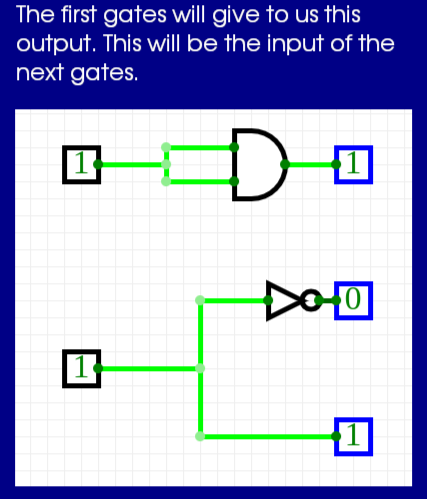 The first gates will give to us this
output. This will be the input of the
next gates.
1 1
0
1
1